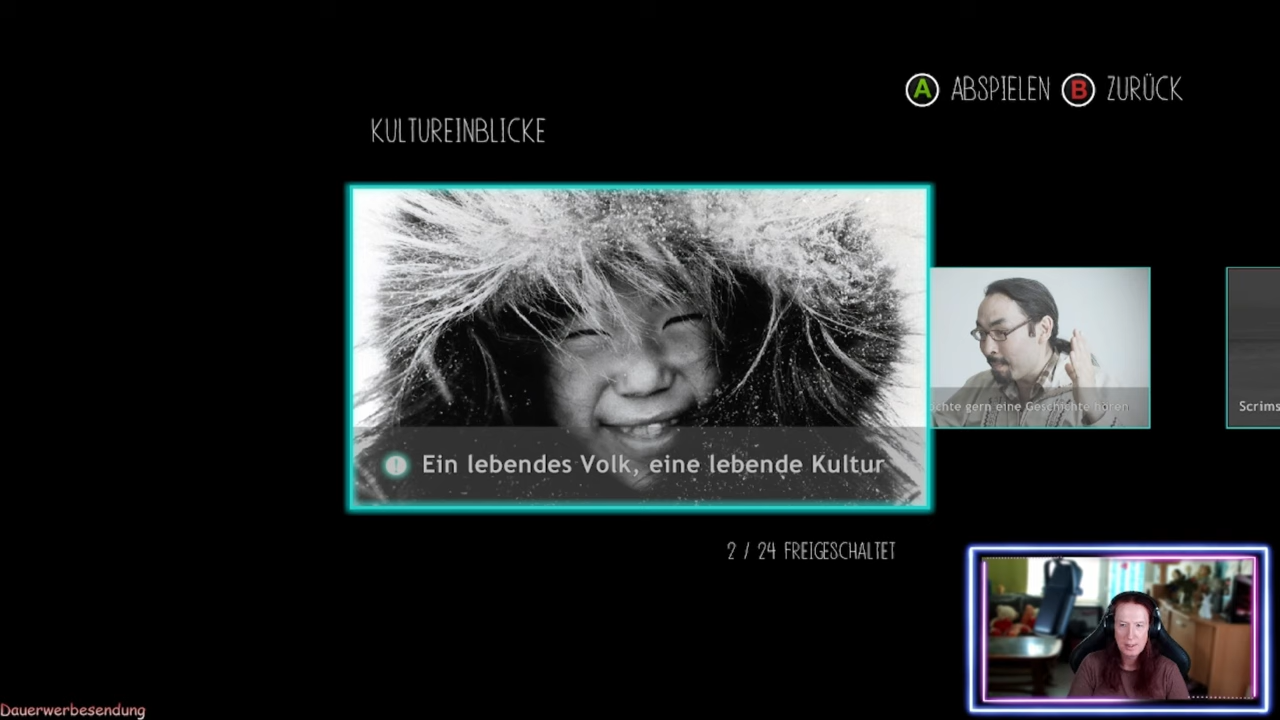 A ABSPIELEN B ZURÜCK
KULTUREINBLICKE
Ein lebendes Volk, eine lebende Kultur
chte gern eine Geschichte hören
Scrims
2 / 24 FREIGESCHALTET
Dauerwerbesendung